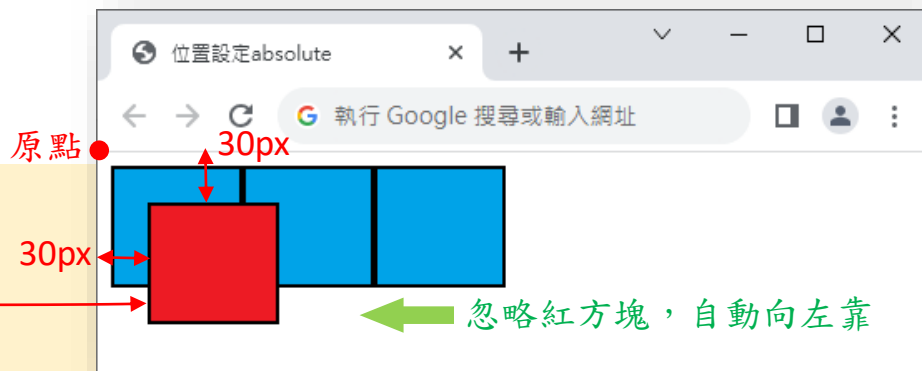 位置設定absolute
執行 Google 搜尋或輸入網址
原點
30px
30px
忽略紅方塊，自動向左靠